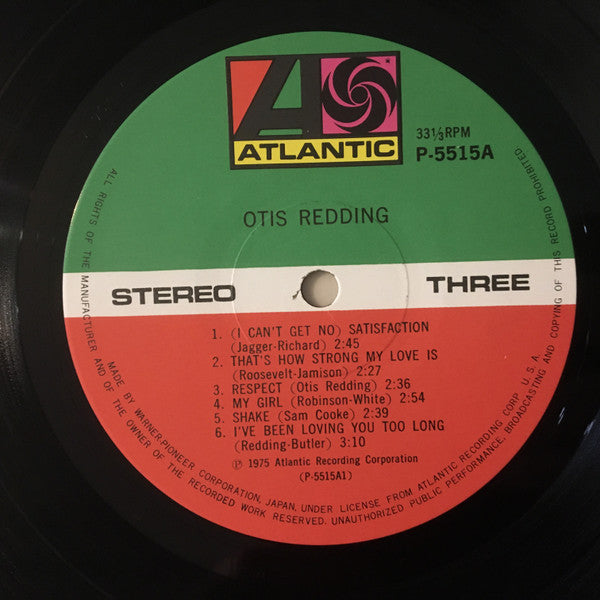 ATLANTIC
33⅓RPM
P-5515A
OTIS REDDING
STEREO
THREE
1. (I CAN'T GET NO) SATISFACTION
(Jagger-Richard) 2:45
2. THAT'S HOW STRONG MY LOVE IS
(Roosevelt-Jamison) 2:27
3. RESPECT (Otis Redding) 2:36
4. MY GIRL (Robinson-White) 2:54
5. SHAKE (Sam Cooke) 2:39
6. I'VE BEEN LOVING YOU TOO LONG
(Redding-Butler) 3:10
Ⓟ 1975 Atlantic Recording Corporation
(P-5515A1)
ALL RIGHTS OF THE MANUFACTURER AND OF THE OWNER OF THE RECORDED WORK RESERVED. UNAUTHORIZED PUBLIC PERFORMANCE, BROADCASTING AND COPYING OF THIS RECORD PROHIBITED.
MADE BY WARNER-PIONEER CORPORATION, JAPAN, UNDER LICENSE FROM ATLANTIC RECORDING CORP. U.S.A.